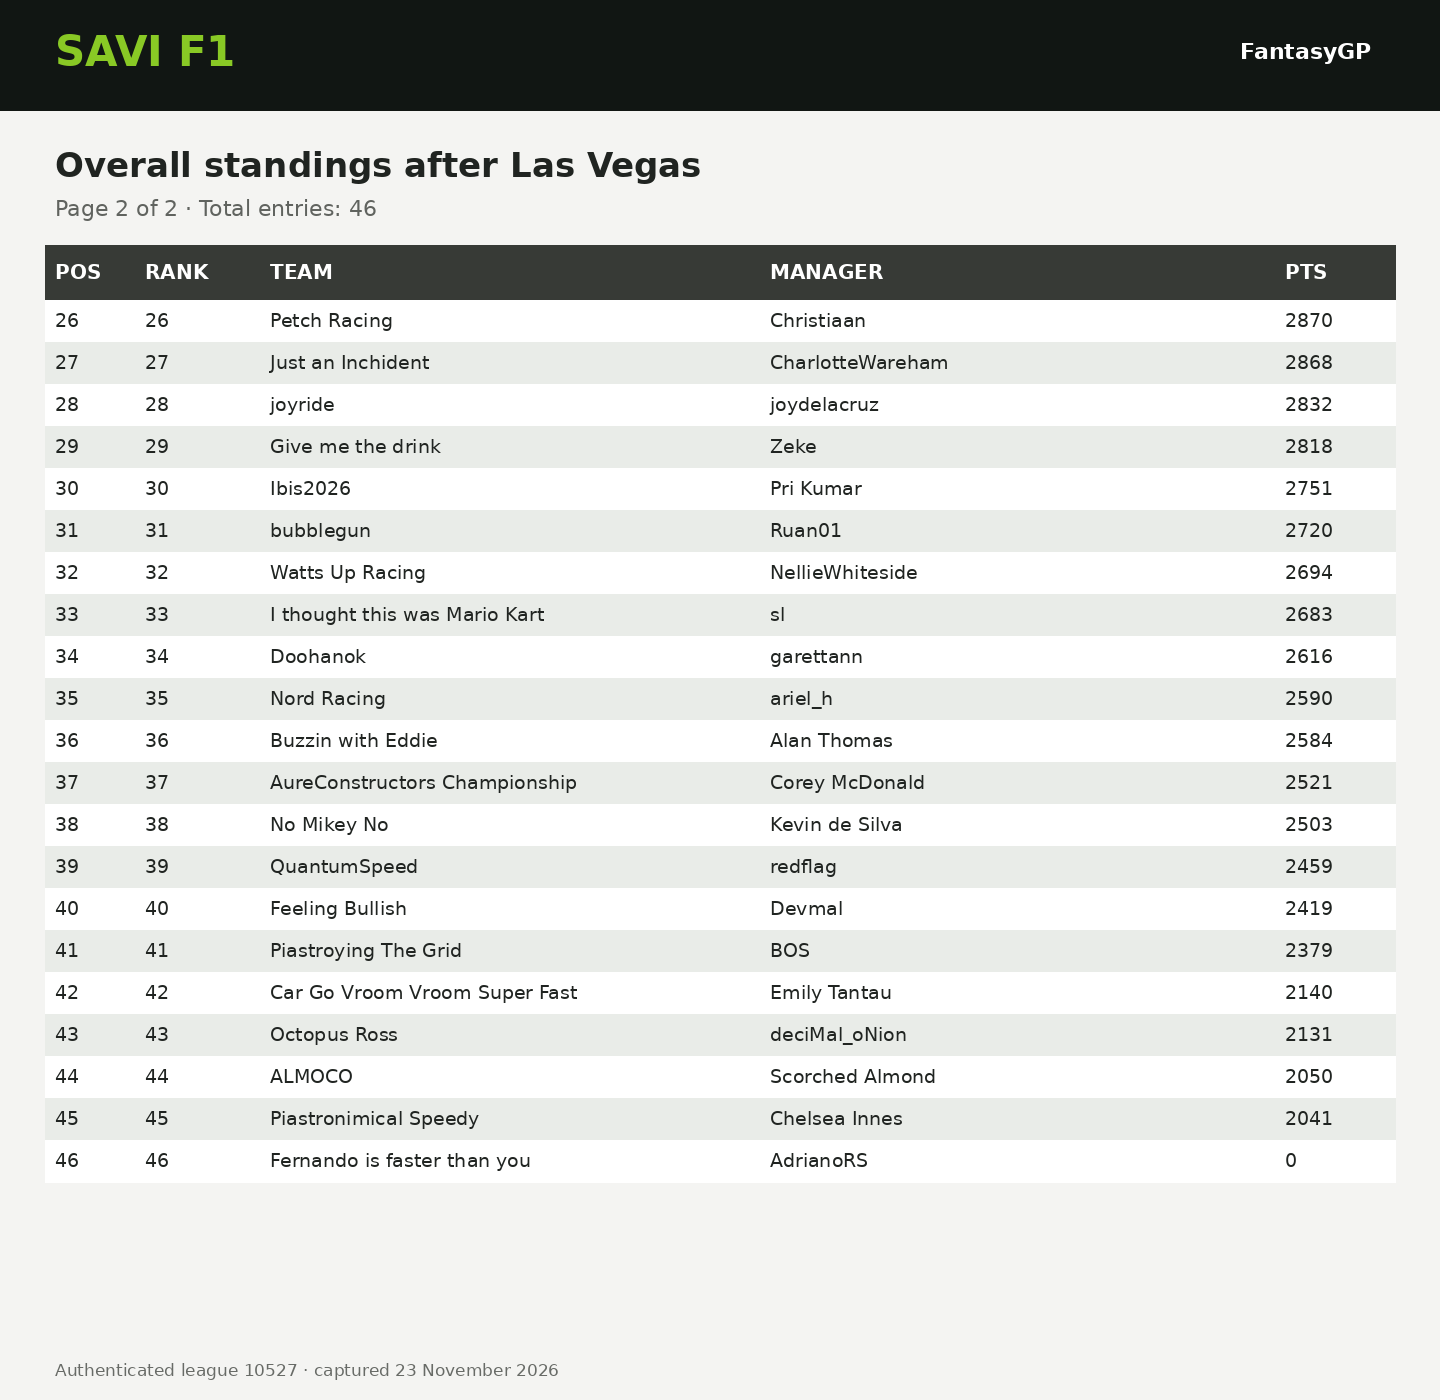 SAVI F1
FantasyGP
Overall standings after Las Vegas
Page 2 of 2 · Total entries: 46
POS RANK TEAM MANAGER PTS
26 26 Petch Racing Christiaan 2870
27 27 Just an Inchident CharlotteWareham 2868
28 28 joyride joydelacruz 2832
29 29 Give me the drink Zeke 2818
30 30 Ibis2026 Pri Kumar 2751
31 31 bubblegun Ruan01 2720
32 32 Watts Up Racing NellieWhiteside 2694
33 33 I thought this was Mario Kart sl 2683
34 34 Doohanok garettann 2616
35 35 Nord Racing ariel_h 2590
36 36 Buzzin with Eddie Alan Thomas 2584
37 37 AureConstructors Championship Corey McDonald 2521
38 38 No Mikey No Kevin de Silva 2503
39 39 QuantumSpeed redflag 2459
40 40 Feeling Bullish Devmal 2419
41 41 Piastroying The Grid BOS 2379
42 42 Car Go Vroom Vroom Super Fast Emily Tantau 2140
43 43 Octopus Ross deciMal_oNion 2131
44 44 ALMOCO Scorched Almond 2050
45 45 Piastronimical Speedy Chelsea Innes 2041
46 46 Fernando is faster than you AdrianoRS 0
Authenticated league 10527 · captured 23 November 2026